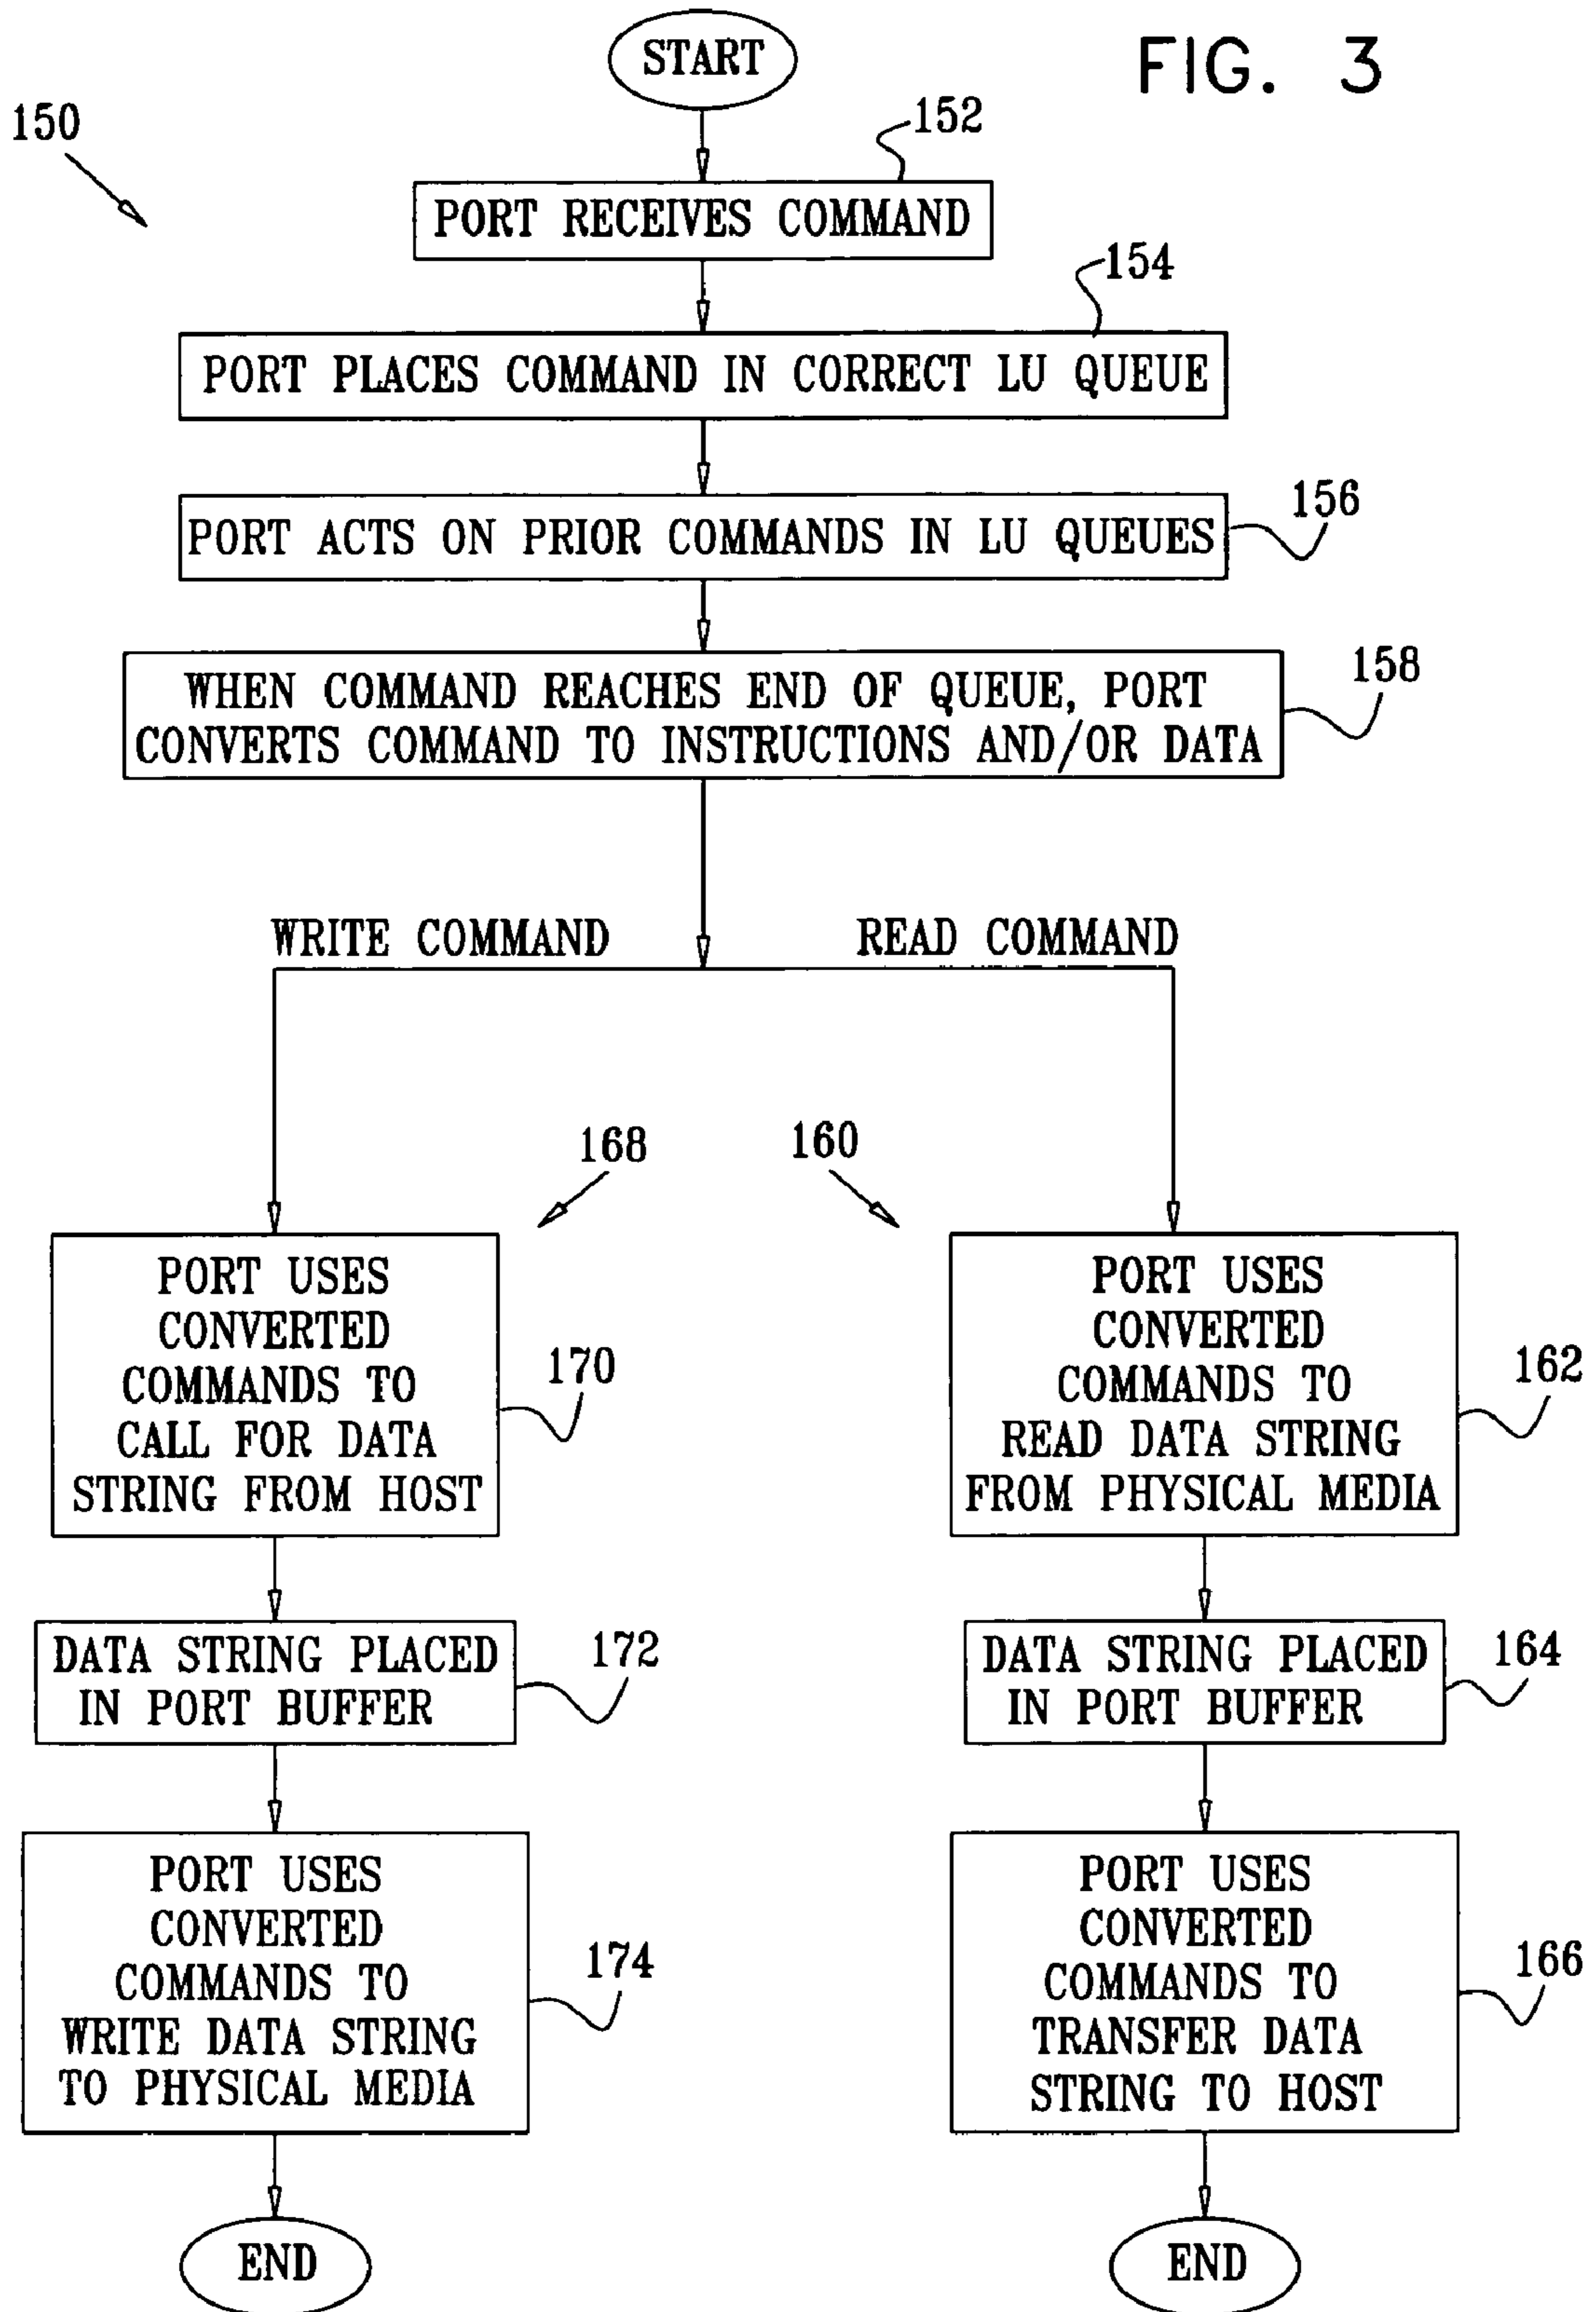 START
FIG. 3
150
152
PORT RECEIVES COMMAND
154
PORT PLACES COMMAND IN CORRECT LU QUEUE
156
PORT ACTS ON PRIOR COMMANDS IN LU QUEUES
158
WHEN COMMAND REACHES END OF QUEUE, PORT
CONVERTS COMMAND TO INSTRUCTIONS AND/OR DATA
WRITE COMMAND
READ COMMAND
168
160
PORT USES
CONVERTED
COMMANDS TO
CALL FOR DATA
STRING FROM HOST
170
PORT USES
CONVERTED
COMMANDS TO
READ DATA STRING
FROM PHYSICAL MEDIA
162
DATA STRING PLACED
IN PORT BUFFER
172
DATA STRING PLACED
IN PORT BUFFER
164
PORT USES
CONVERTED
COMMANDS TO
WRITE DATA STRING
TO PHYSICAL MEDIA
174
PORT USES
CONVERTED
COMMANDS TO
TRANSFER DATA
STRING TO HOST
166
END
END